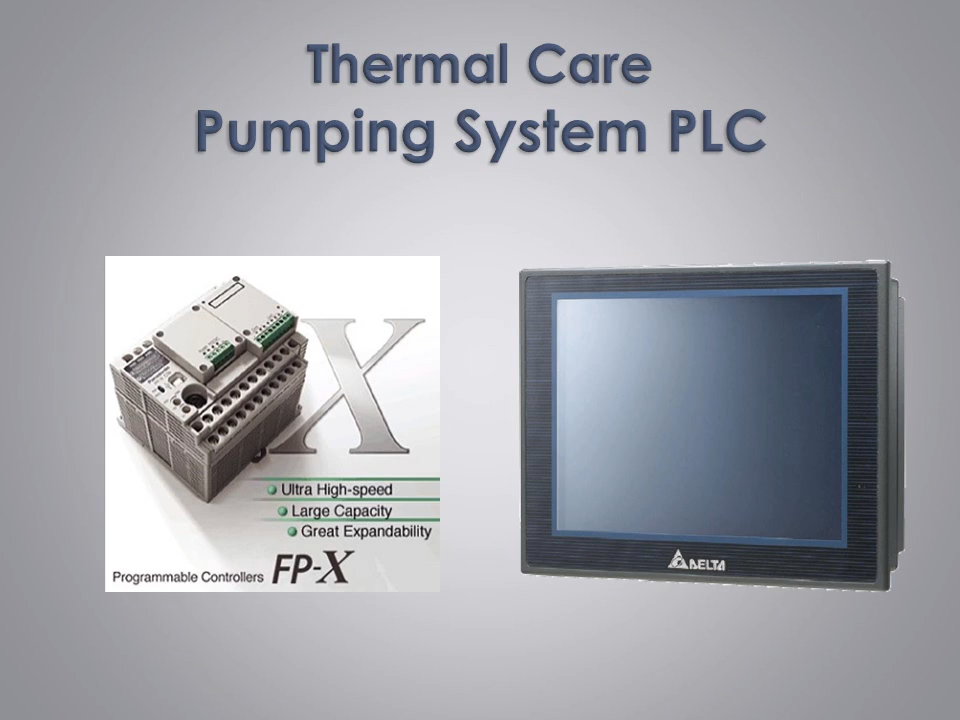 Thermal Care
Pumping System PLC
X
Ultra High-speed
Large Capacity
Great Expandability
Programmable Controllers FP-X
DELTA